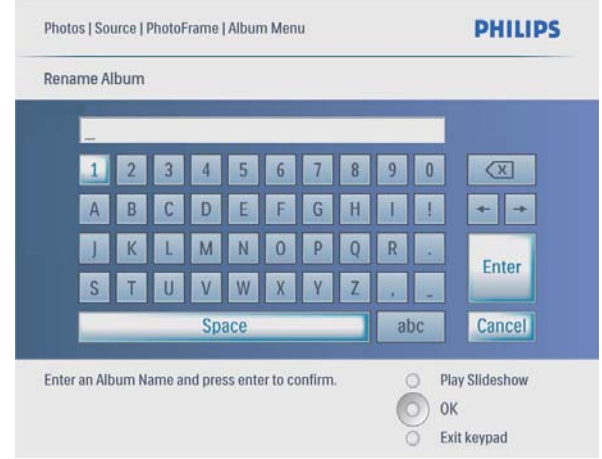 Photos | Source | PhotoFrame | Album Menu PHILIPS
Rename Album
_
1 2 3 4 5 6 7 8 9 0
A B C D E F G H I ! ← →
J K L M N O P Q R .
Enter
S T U V W X Y Z , _
Space abc Cancel
Enter an Album Name and press enter to confirm. Play Slideshow
OK
Exit keypad